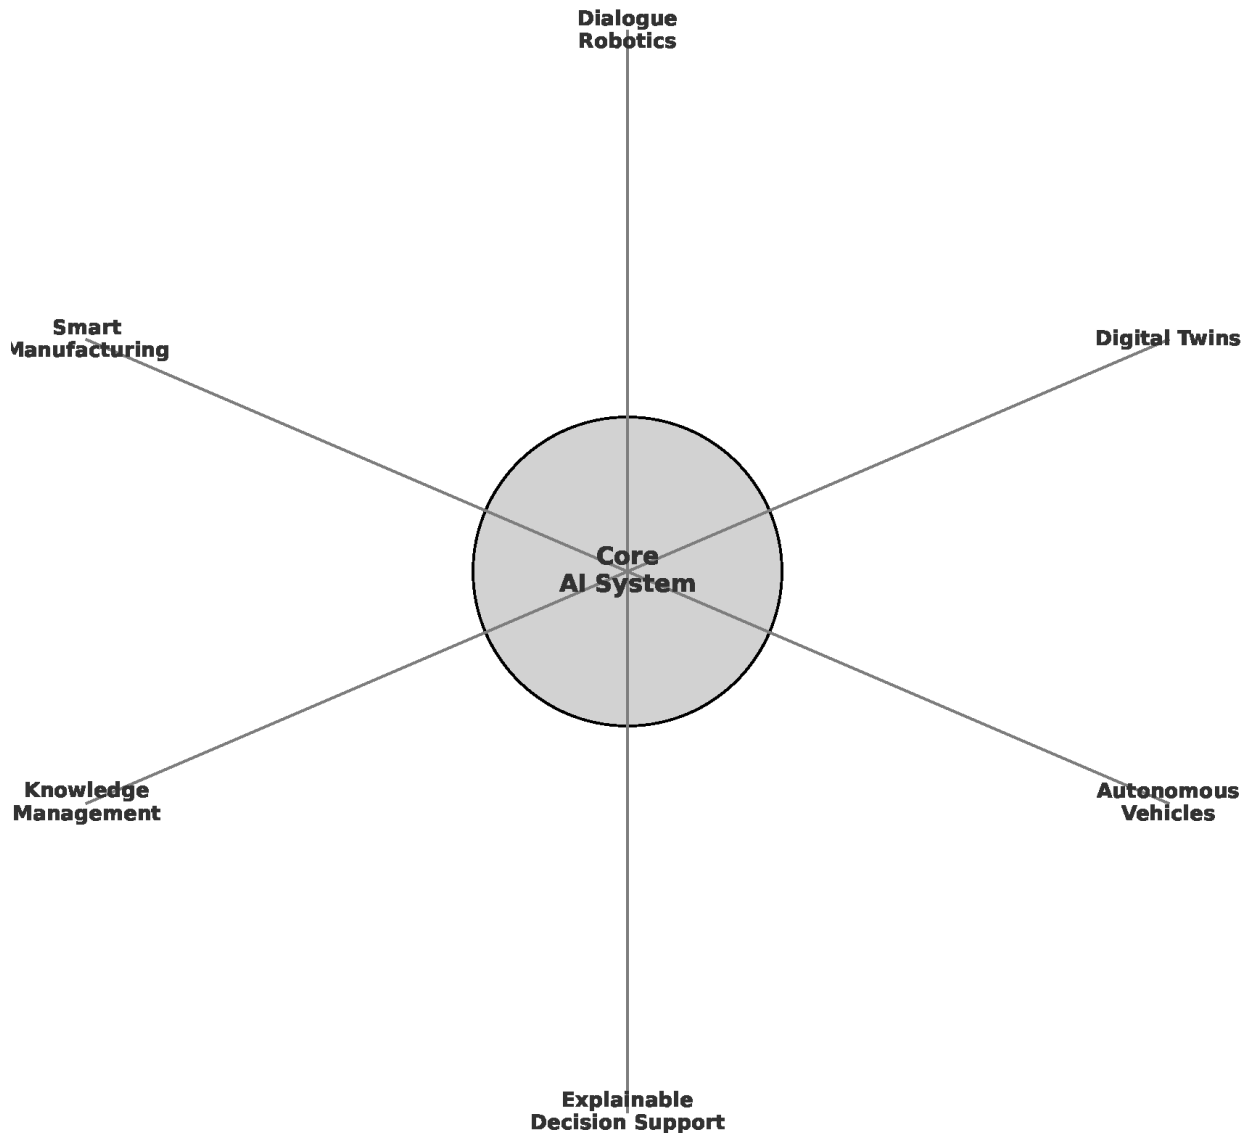 Dialogue
Robotics
Smart
Manufacturing
Digital Twins
Core
AI System
Knowledge
Management
Autonomous
Vehicles
Explainable
Decision Support